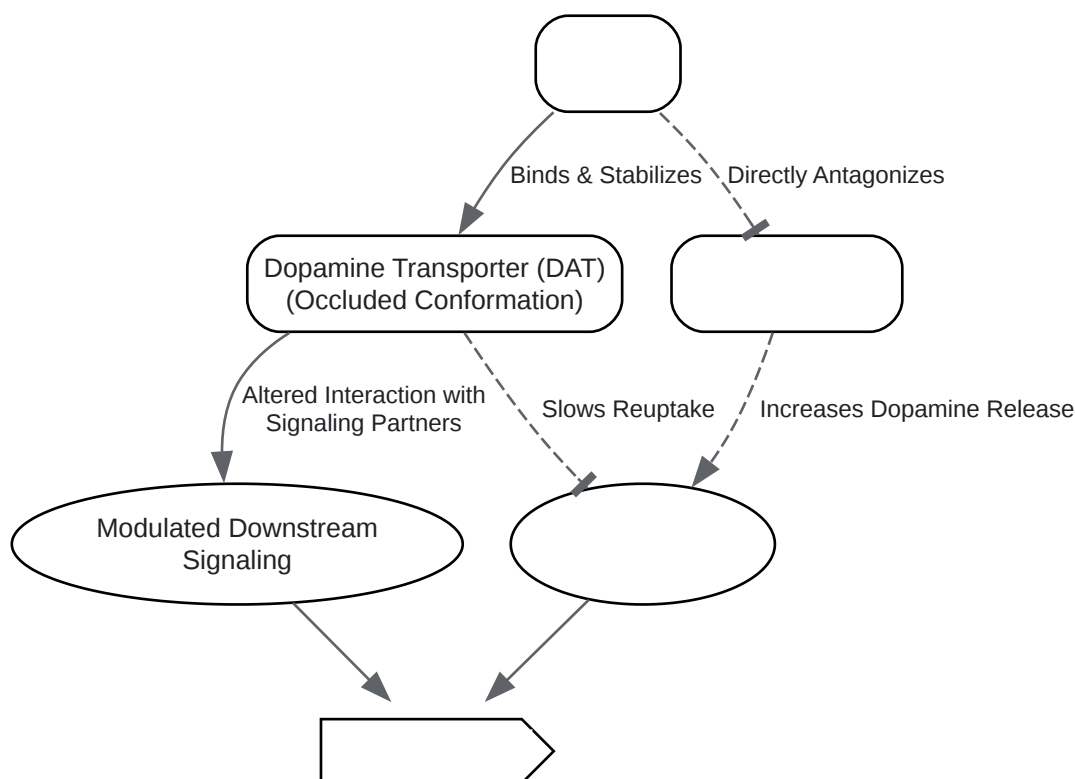 Binds & Stabilizes
Directly Antagonizes
Dopamine Transporter (DAT)
(Occluded Conformation)
Altered Interaction with
Signaling Partners
Slows Reuptake
Increases Dopamine Release
Modulated Downstream
Signaling